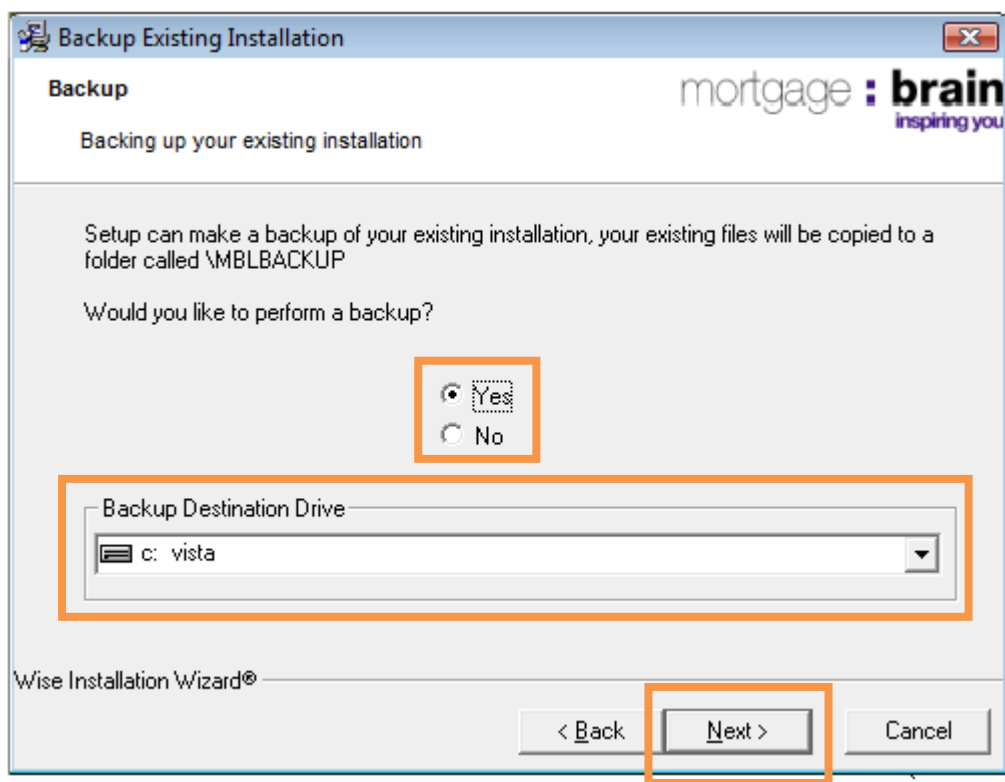 Backup Existing Installation
Backup
mortgage : brain
inspiring you
Backing up your existing installation
Setup can make a backup of your existing installation, your existing files will be copied to a
folder called \MBLBACKUP
Would you like to perform a backup?
Yes
No
Backup Destination Drive
c: vista
Wise Installation Wizard®
< Back
Next >
Cancel